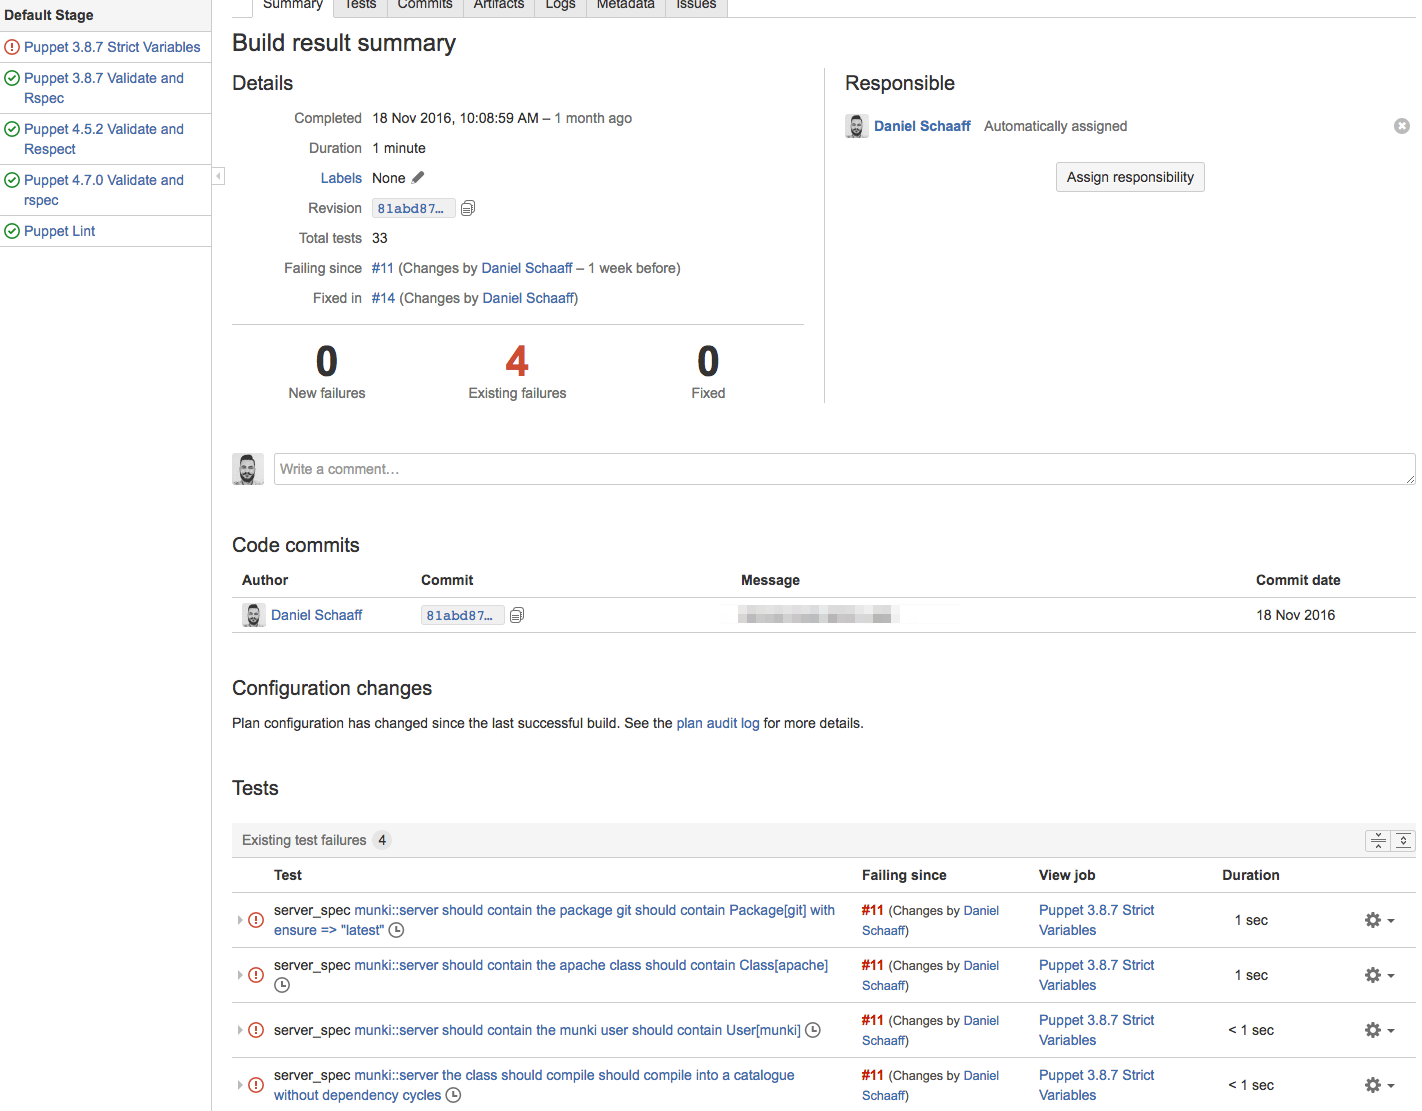 Default Stage
Puppet 3.8.7 Strict Variables
Puppet 3.8.7 Validate and
Rspec
Puppet 4.5.2 Validate and
Respect
Puppet 4.7.0 Validate and
rspec
Puppet Lint
Summary Tests Commits Artifacts Logs Metadata Issues
Build result summary
Details
Completed 18 Nov 2016, 10:08:59 AM – 1 month ago
Duration 1 minute
Labels None
Revision 81abd87…
Total tests 33
Failing since #11 (Changes by Daniel Schaaff – 1 week before)
Fixed in #14 (Changes by Daniel Schaaff)
0 4 0
New failures Existing failures Fixed
Responsible
Daniel Schaaff Automatically assigned
Assign responsibility
Write a comment…
Code commits
Author Commit Message Commit date
Daniel Schaaff 81abd87… 18 Nov 2016
Configuration changes
Plan configuration has changed since the last successful build. See the plan audit log for more details.
Tests
Existing test failures 4
Test Failing since View job Duration
server_spec munki::server should contain the package git should contain Package[git] with
ensure => "latest"
#11 (Changes by Daniel
Schaaff)
Puppet 3.8.7 Strict
Variables
1 sec
server_spec munki::server should contain the apache class should contain Class[apache]
#11 (Changes by Daniel
Schaaff)
Puppet 3.8.7 Strict
Variables
1 sec
server_spec munki::server should contain the munki user should contain User[munki]
#11 (Changes by Daniel
Schaaff)
Puppet 3.8.7 Strict
Variables
< 1 sec
server_spec munki::server the class should compile should compile into a catalogue
without dependency cycles
#11 (Changes by Daniel
Schaaff)
Puppet 3.8.7 Strict
Variables
< 1 sec